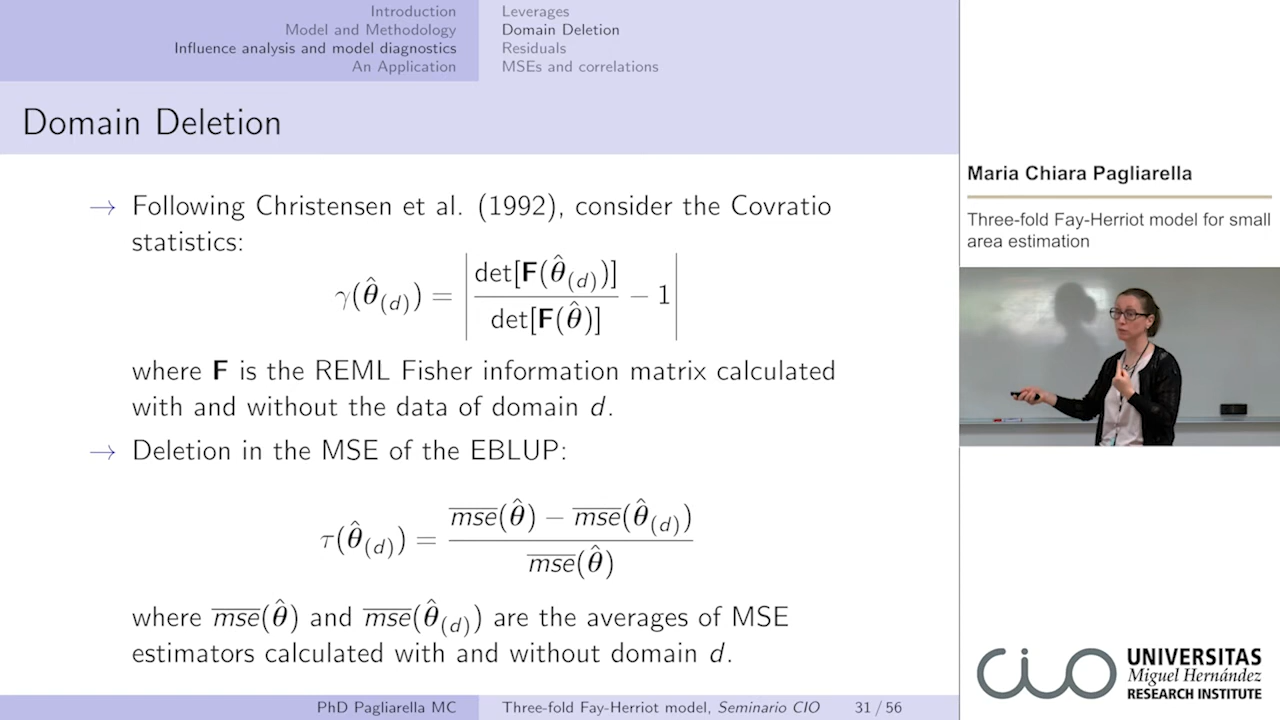 Introduction
Model and Methodology
Influence analysis and model diagnostics
An Application
Leverages
Domain Deletion
Residuals
MSEs and correlations
Domain Deletion
→ Following Christensen et al. (1992), consider the Covratio
statistics:
γ(θ̂₍d₎) = | det[F(θ̂₍d₎)] / det[F(θ̂)] − 1 |
where F is the REML Fisher information matrix calculated
with and without the data of domain d.
→ Deletion in the MSE of the EBLUP:
τ(θ̂(d)) = (m̅s̅e̅(θ̂) − m̅s̅e̅(θ̂(d))) / m̅s̅e̅(θ̂)
where m̅s̅e̅(θ̂) and m̅s̅e̅(θ̂(d)) are the averages of MSE
estimators calculated with and without domain d.
PhD Pagliarella MC
Three-fold Fay-Herriot model, Seminario CIO
31 / 56
Maria Chiara Pagliarella
Three-fold Fay-Herriot model for small
area estimation
CIO
UNIVERSITAS
Miguel Hernández
RESEARCH INSTITUTE